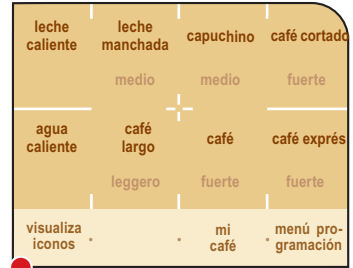 leche caliente
leche manchada
capuchino
café cortado
medio
medio
fuerte
agua caliente
café largo
café
café exprés
leggero
fuerte
fuerte
visualiza iconos
mi café
menú pro-
gramación